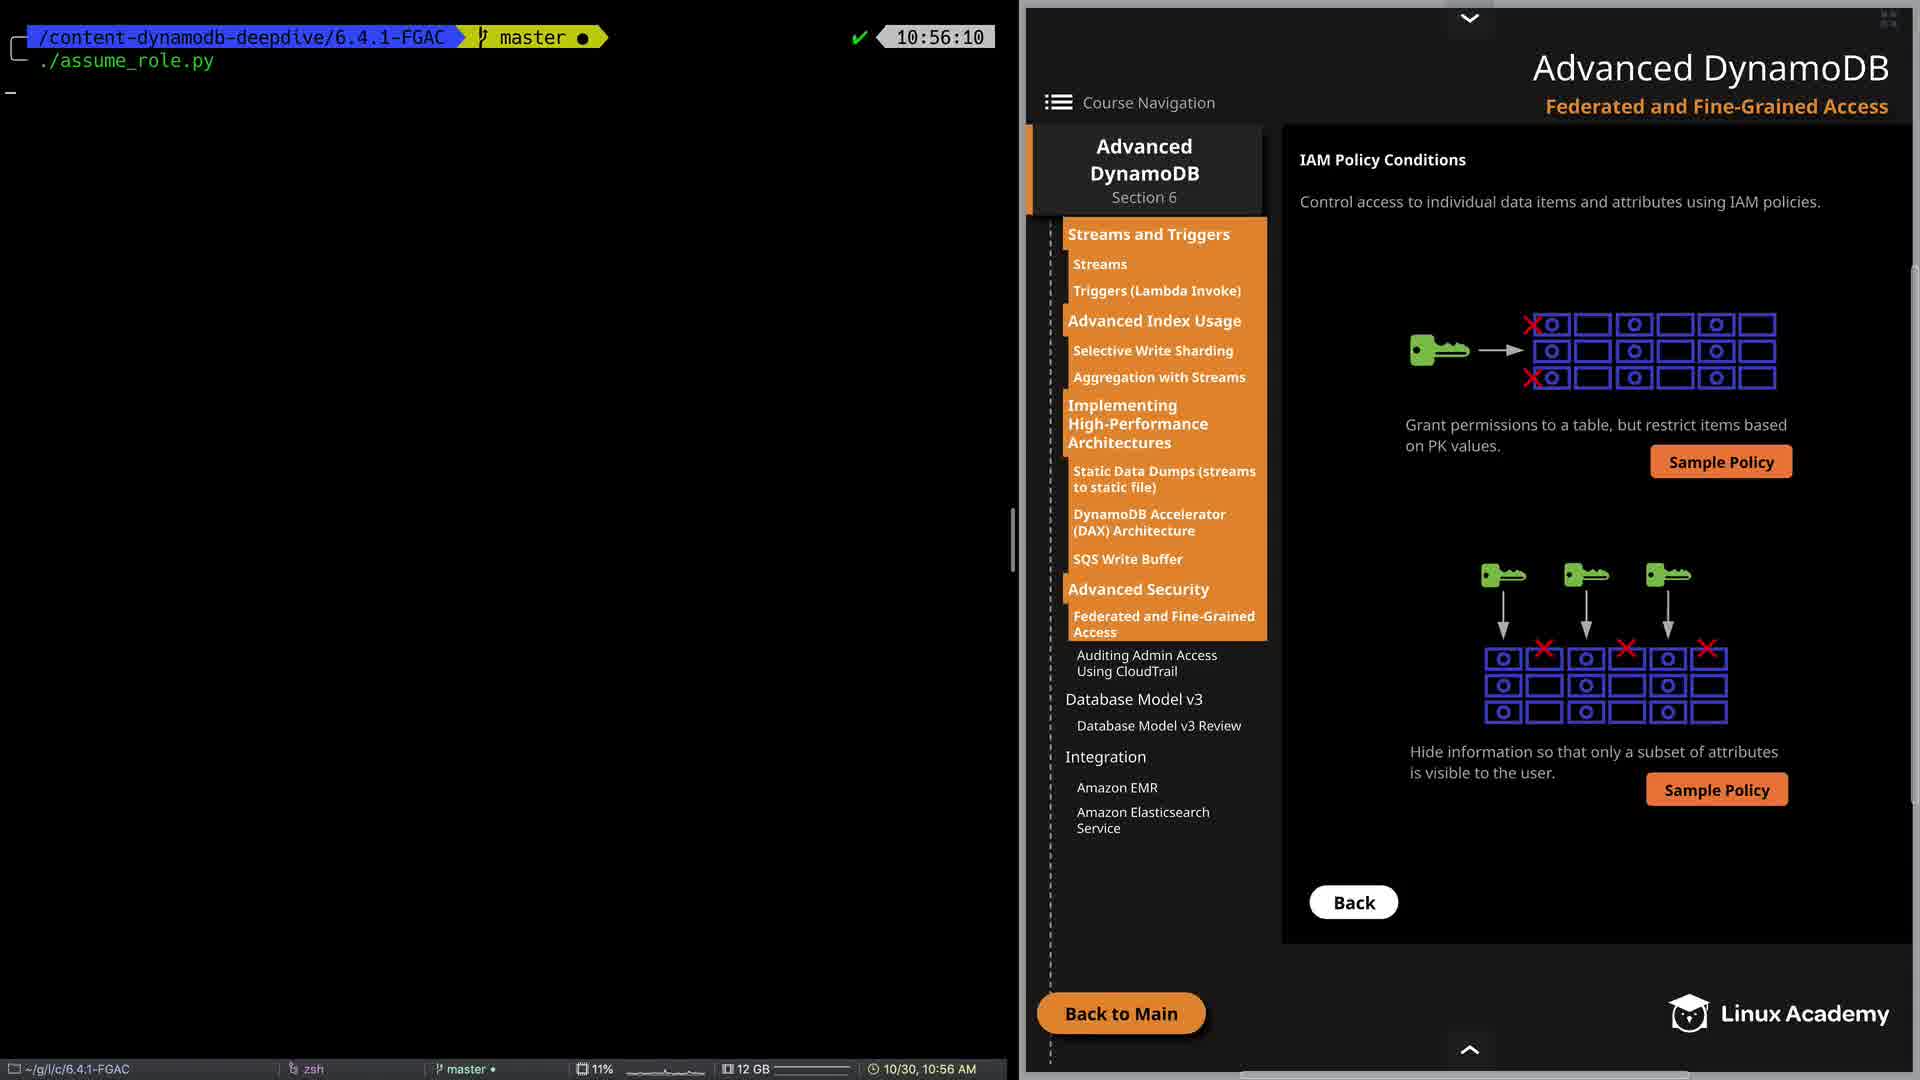 /content-dynamodb-deepdive/6.4.1-FGAC master ● ✔ 10:56:10
./assume_role.py
~/g/l/c/6.4.1-FGAC zsh master • 11% 12 GB 10/30, 10:56 AM
Advanced DynamoDB
Federated and Fine-Grained Access
Course Navigation
Advanced
DynamoDB
Section 6
Streams and Triggers
Streams
Triggers (Lambda Invoke)
Advanced Index Usage
Selective Write Sharding
Aggregation with Streams
Implementing
High-Performance
Architectures
Static Data Dumps (streams
to static file)
DynamoDB Accelerator
(DAX) Architecture
SQS Write Buffer
Advanced Security
Federated and Fine-Grained
Access
Auditing Admin Access
Using CloudTrail
Database Model v3
Database Model v3 Review
Integration
Amazon EMR
Amazon Elasticsearch
Service
Back to Main
IAM Policy Conditions
Control access to individual data items and attributes using IAM policies.
Grant permissions to a table, but restrict items based
on PK values.
Sample Policy
Hide information so that only a subset of attributes
is visible to the user.
Sample Policy
Back
Linux Academy